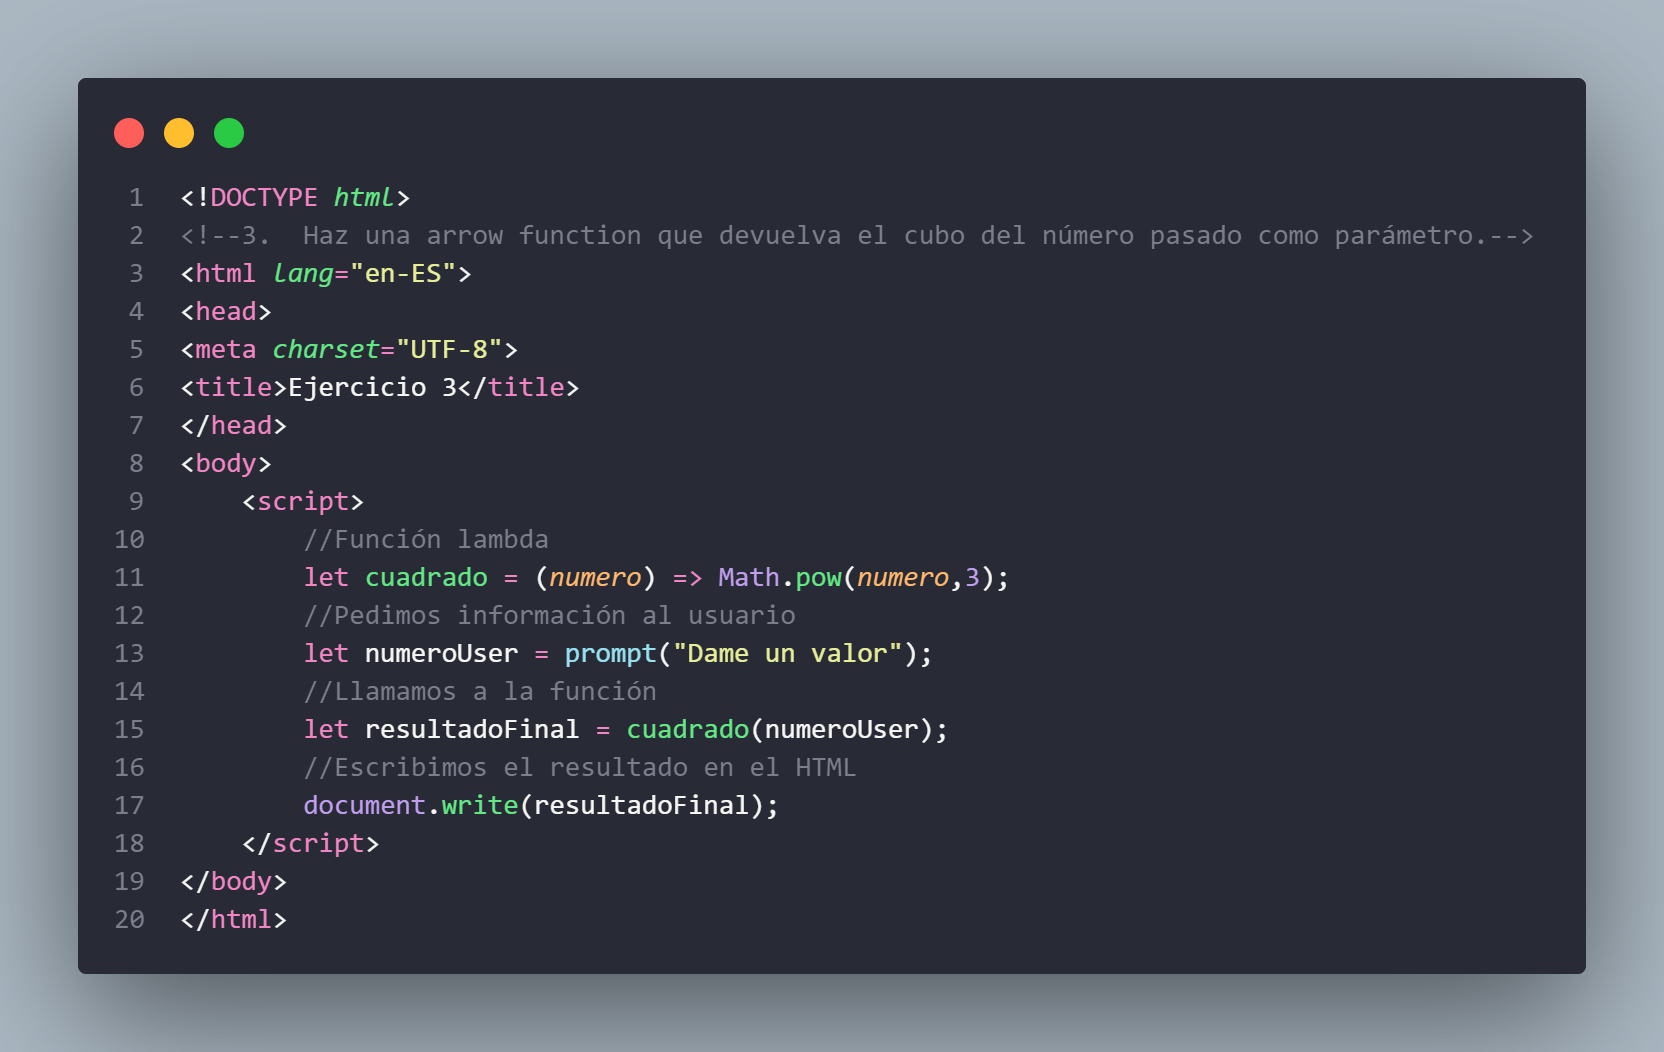 1 <!DOCTYPE html>
2 <!--3.  Haz una arrow function que devuelva el cubo del número pasado como parámetro.-->
3 <html lang="en-ES">
4 <head>
5 <meta charset="UTF-8">
6 <title>Ejercicio 3</title>
7 </head>
8 <body>
9     <script>
10         //Función lambda
11         let cuadrado = (numero) => Math.pow(numero,3);
12         //Pedimos información al usuario
13         let numeroUser = prompt("Dame un valor");
14         //Llamamos a la función
15         let resultadoFinal = cuadrado(numeroUser);
16         //Escribimos el resultado en el HTML
17         document.write(resultadoFinal);
18     </script>
19 </body>
20 </html>